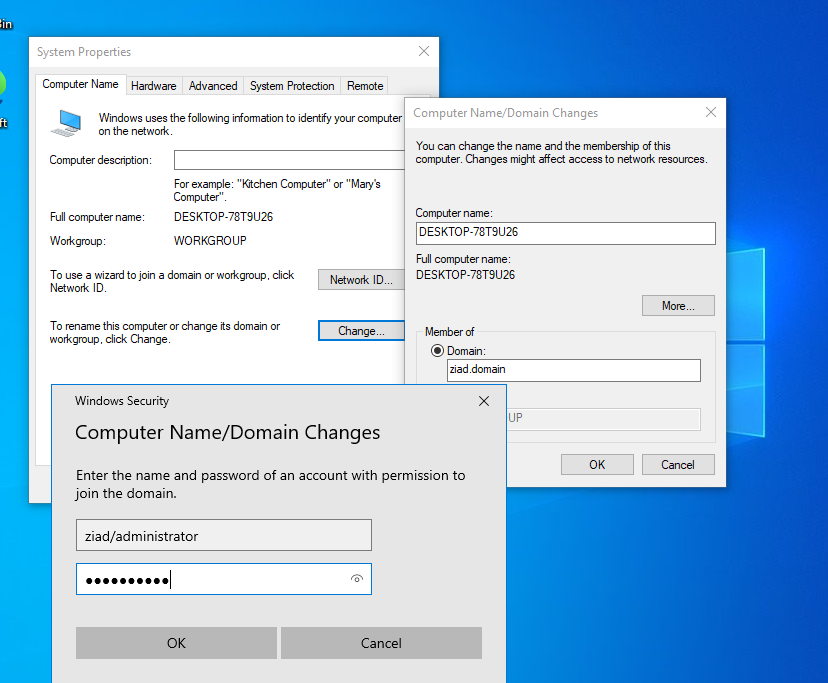 in
ft
System Properties
Computer Name Hardware Advanced System Protection Remote
Windows uses the following information to identify your computer
on the network.
Computer description:
For example: "Kitchen Computer" or "Mary's
Computer".
Full computer name: DESKTOP-78T9U26
Workgroup: WORKGROUP
To use a wizard to join a domain or workgroup, click
Network ID.
Network ID...
To rename this computer or change its domain or
workgroup, click Change.
Change...
Computer Name/Domain Changes
You can change the name and the membership of this
computer. Changes might affect access to network resources.
Computer name:
DESKTOP-78T9U26
Full computer name:
DESKTOP-78T9U26
More...
Member of
Domain:
ziad.domain
UP
OK Cancel
Windows Security
Computer Name/Domain Changes
Enter the name and password of an account with permission to
join the domain.
ziad/administrator
●●●●●●●●●●
OK Cancel